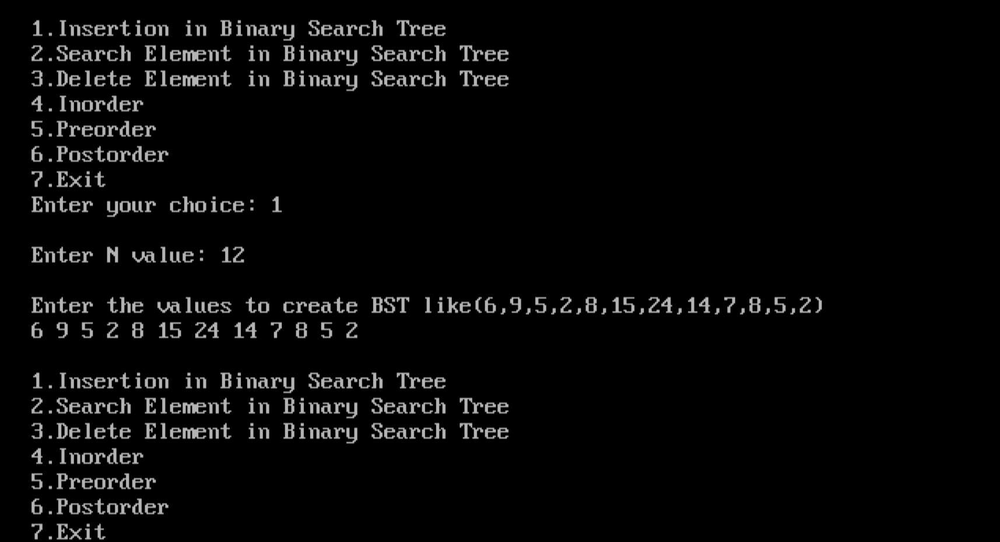 1.Insertion in Binary Search Tree
2.Search Element in Binary Search Tree
3.Delete Element in Binary Search Tree
4.Inorder
5.Preorder
6.Postorder
7.Exit
Enter your choice: 1
Enter N value: 12
Enter the values to create BST like(6,9,5,2,8,15,24,14,7,8,5,2)
6 9 5 2 8 15 24 14 7 8 5 2
1.Insertion in Binary Search Tree
2.Search Element in Binary Search Tree
3.Delete Element in Binary Search Tree
4.Inorder
5.Preorder
6.Postorder
7.Exit